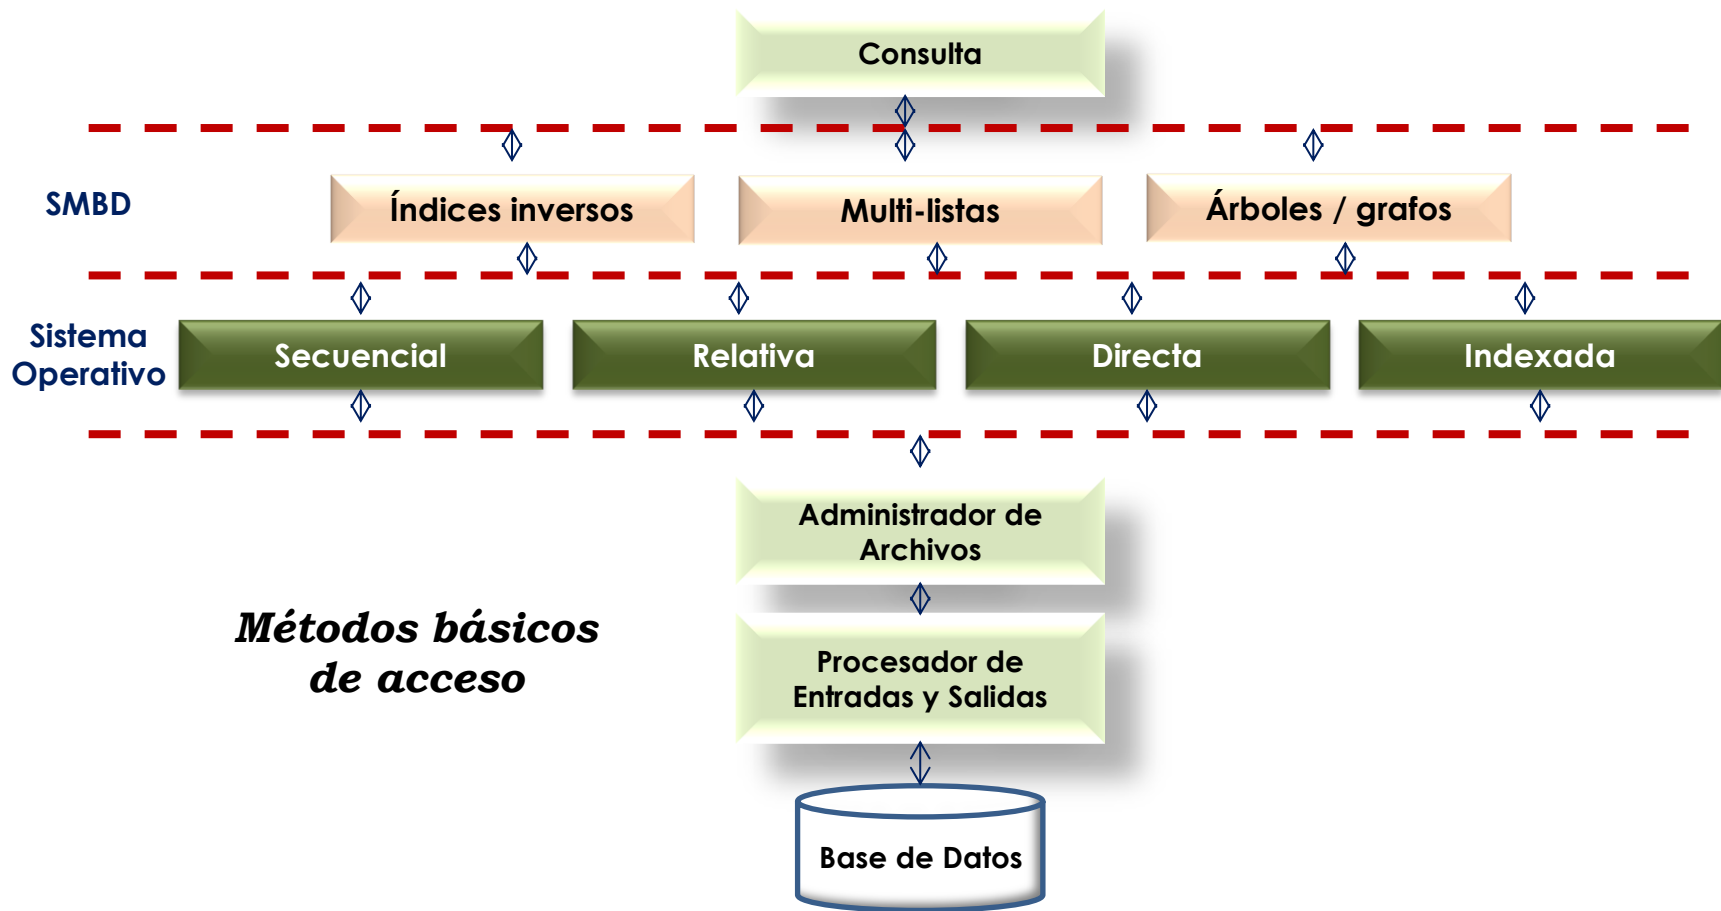 Consulta
SMBD
Índices inversos
Multi-listas
Árboles / grafos
Sistema
Operativo
Secuencial
Relativa
Directa
Indexada
Administrador de
Archivos
Métodos básicos
de acceso
Procesador de
Entradas y Salidas
Base de Datos